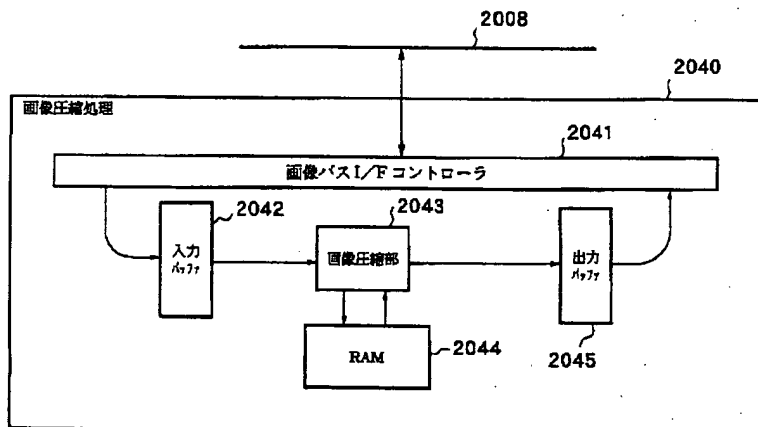 2008
2040
画像圧縮処理
2041
画像バスI/Fコントローラ
2042
2043
入力
バッファ
画像圧縮部
出力
バッファ
RAM
2044
2045